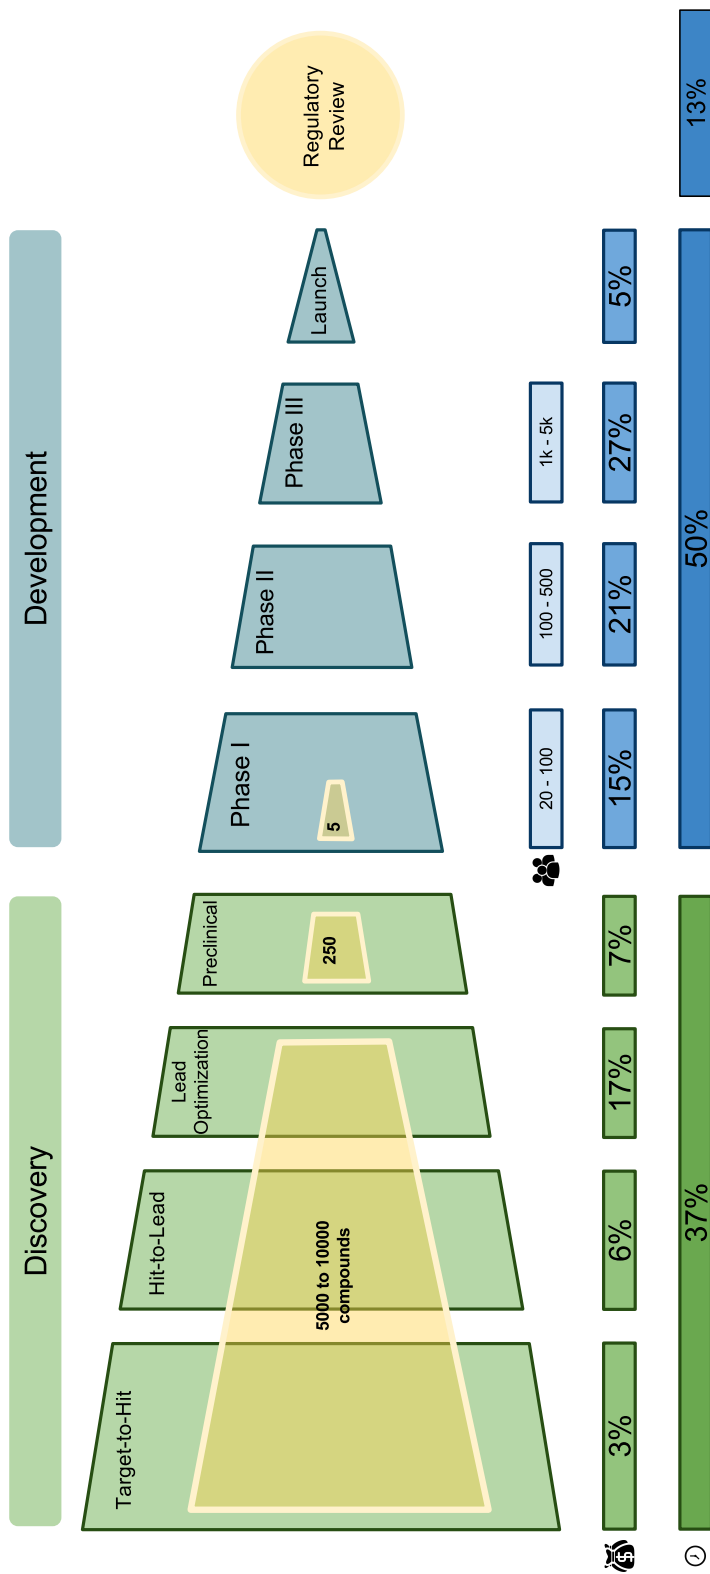 Discovery
Development
Target-to-Hit
Hit-to-Lead
Lead
Optimization
Preclinical
Phase I
Phase II
Phase III
Launch
Regulatory
Review
5000 to 10000
compounds
250
5
20 - 100
100 - 500
1k - 5k
$
3%
6%
17%
7%
15%
21%
27%
5%
37%
50%
13%